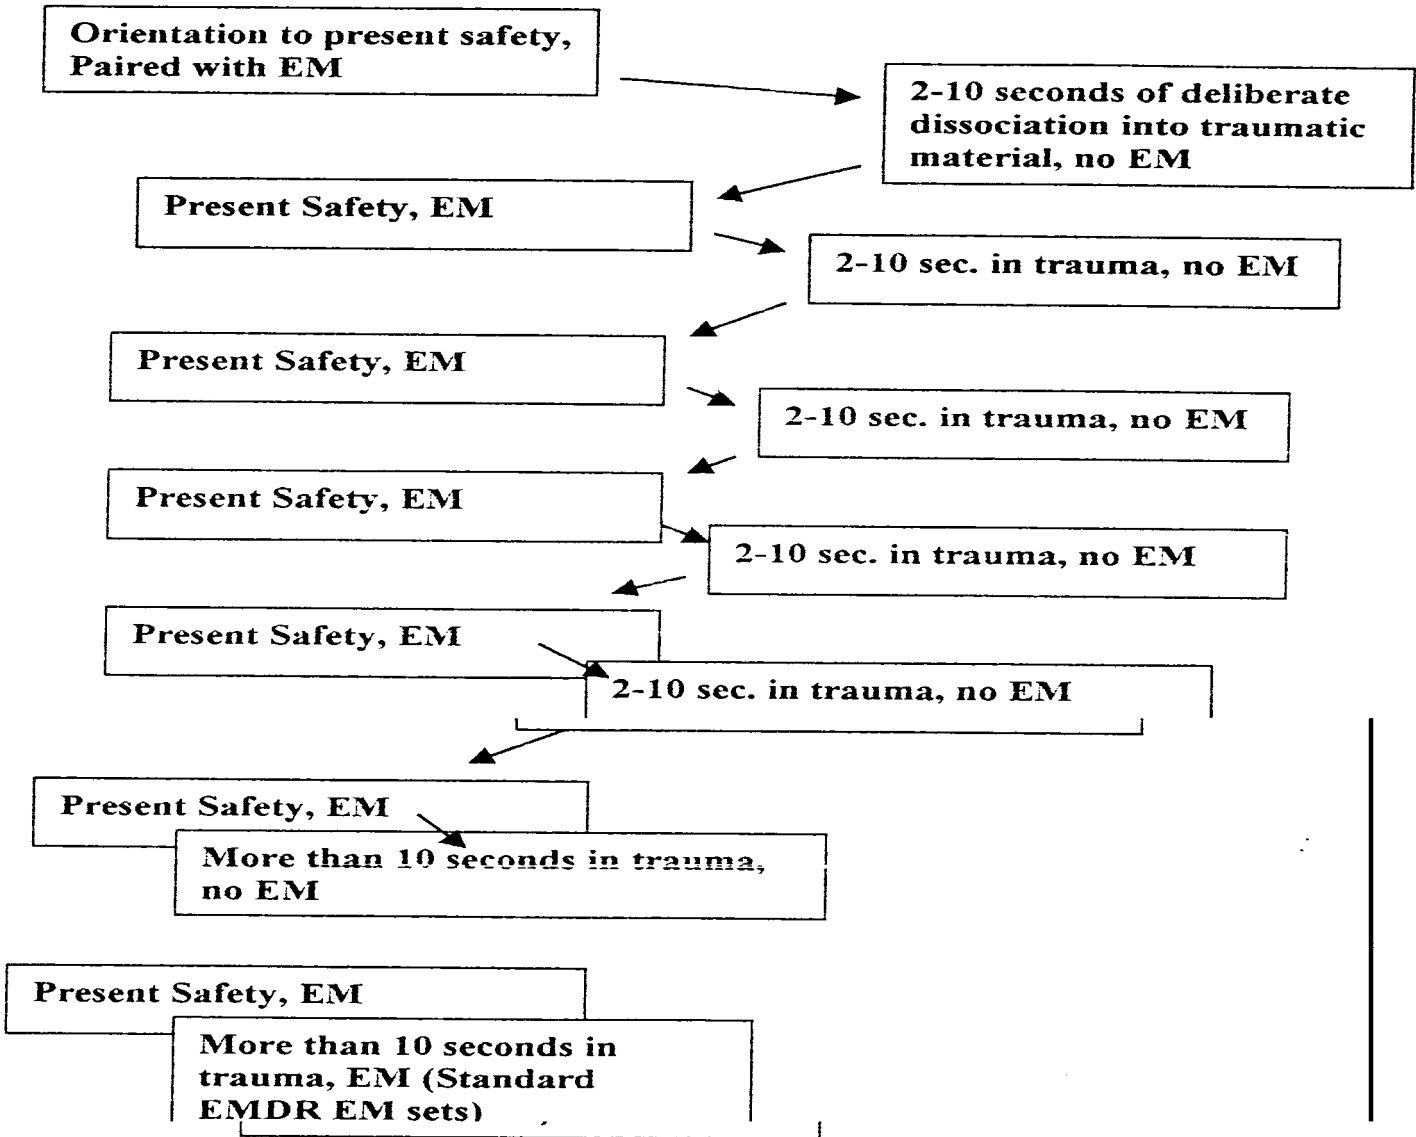 Orientation to present safety,
Paired with EM
2-10 seconds of deliberate
dissociation into traumatic
material, no EM
Present Safety, EM
2-10 sec. in trauma, no EM
Present Safety, EM
2-10 sec. in trauma, no EM
Present Safety, EM
2-10 sec. in trauma, no EM
Present Safety, EM
2-10 sec. in trauma, no EM
Present Safety, EM
More than 10 seconds in trauma,
no EM
Present Safety, EM
More than 10 seconds in
trauma, EM (Standard
EMDR EM sets)